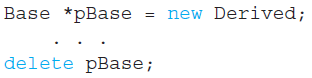 Base *pBase = new Derived;
. . .
delete pBase;